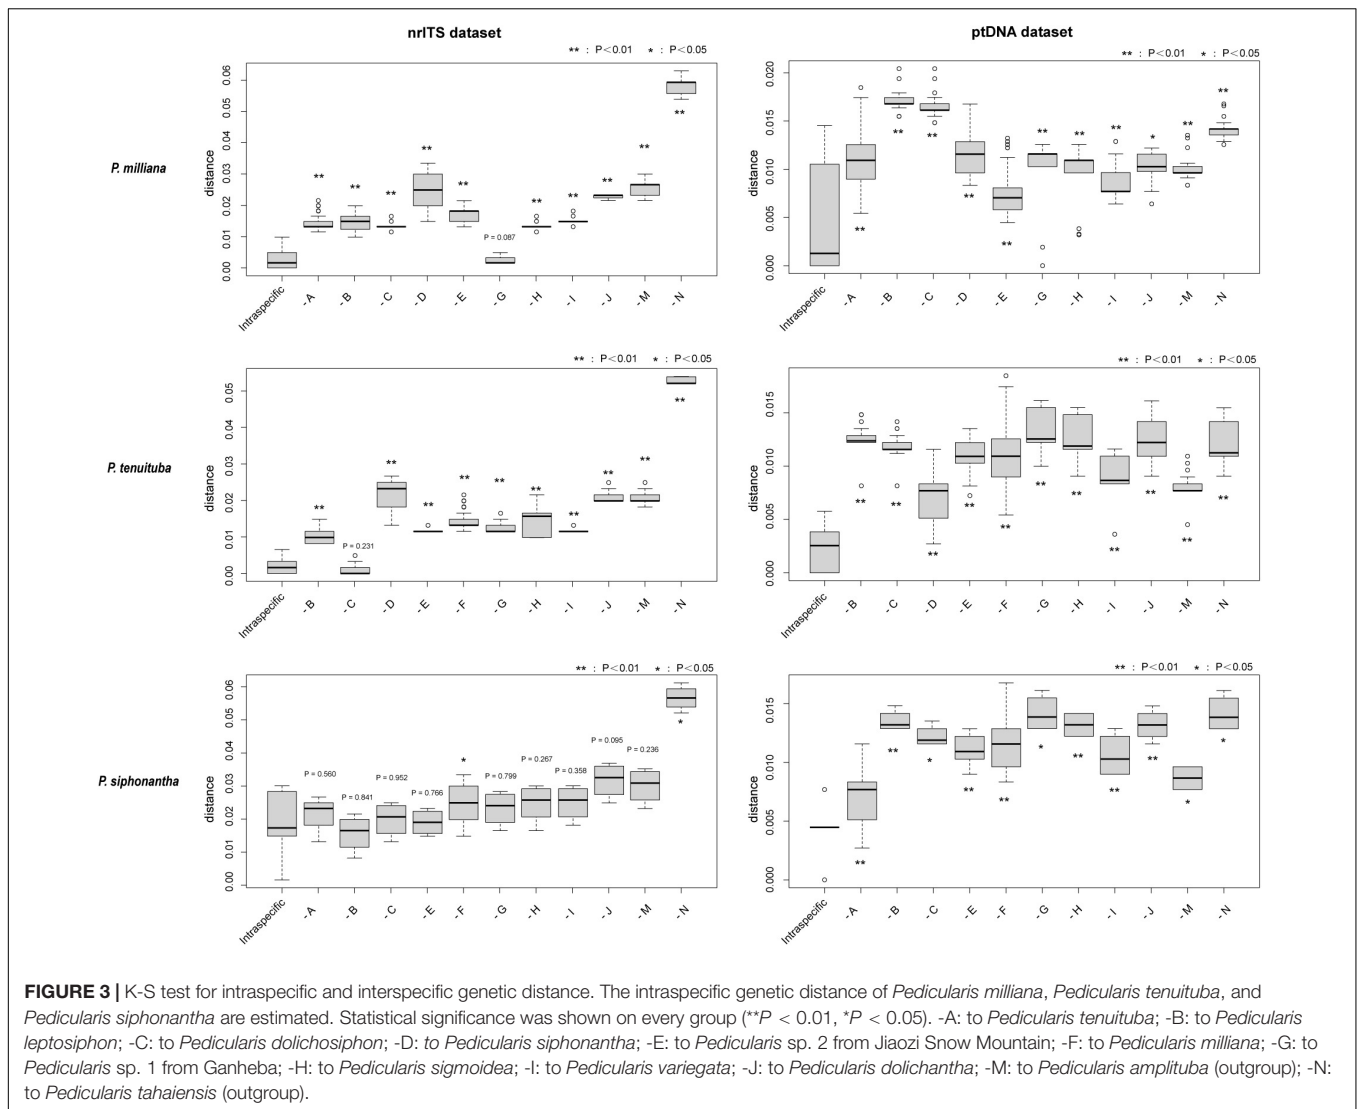 nrITS dataset
ptDNA dataset
** : P<0.01 * : P<0.05
** : P<0.01 * : P<0.05
P. milliana
distance
0.00 0.01 0.02 0.03 0.04 0.05 0.06
** ** ** ** ** P = 0.087 ** ** ** ** **
Intraspecific - A - B - C - D - E - G - H - I - J - M - N
distance
0.000 0.005 0.010 0.015 0.020
** ** ** ** ** ** ** ** * ** **
Intraspecific - A - B - C - D - E - G - H - I - J - M - N
** : P<0.01 * : P<0.05
** : P<0.01 * : P<0.05
P. tenuituba
distance
0.00 0.01 0.02 0.03 0.04 0.05
** P = 0.231 ** ** ** ** ** ** ** ** **
Intraspecific - B - C - D - E - F - G - H - I - J - M - N
distance
0.000 0.005 0.010 0.015
** ** ** ** ** ** ** ** ** ** **
Intraspecific - B - C - D - E - F - G - H - I - J - M - N
** : P<0.01 * : P<0.05
** : P<0.01 * : P<0.05
P. siphonantha
distance
0.00 0.01 0.02 0.03 0.04 0.05 0.06
P = 0.560 P = 0.841 P = 0.952 P = 0.766 * P = 0.799 P = 0.267 P = 0.358 P = 0.095 P = 0.236 *
Intraspecific - A - B - C - E - F - G - H - I - J - M - N
distance
0.000 0.005 0.010 0.015
** ** * ** ** * ** ** ** * *
Intraspecific - A - B - C - E - F - G - H - I - J - M - N
FIGURE 3 | K-S test for intraspecific and interspecific genetic distance. The intraspecific genetic distance of Pedicularis milliana, Pedicularis tenuituba, and
Pedicularis siphonantha are estimated. Statistical significance was shown on every group (**P < 0.01, *P < 0.05). -A: to Pedicularis tenuituba; -B: to Pedicularis
leptosiphon; -C: to Pedicularis dolichosiphon; -D: to Pedicularis siphonantha; -E: to Pedicularis sp. 2 from Jiaozi Snow Mountain; -F: to Pedicularis milliana; -G: to
Pedicularis sp. 1 from Ganheba; -H: to Pedicularis sigmoidea; -I: to Pedicularis variegata; -J: to Pedicularis dolichantha; -M: to Pedicularis amplituba (outgroup); -N:
to Pedicularis tahaiensis (outgroup).